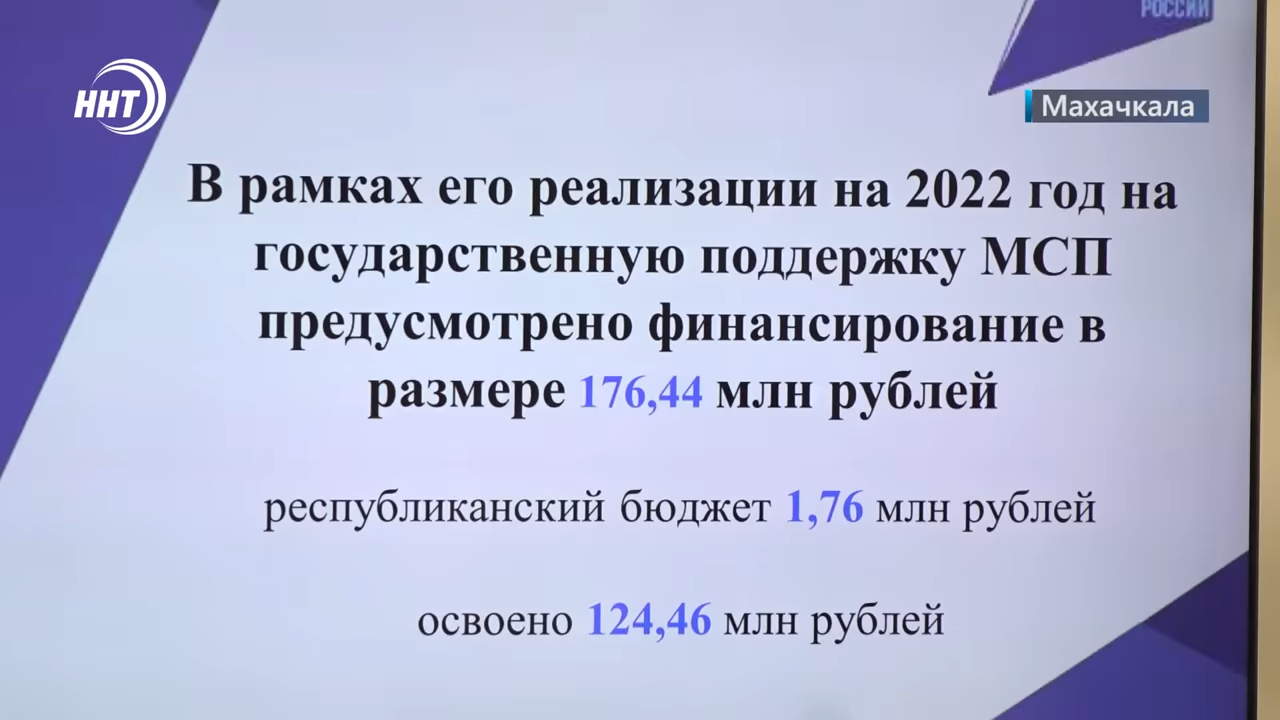 РОССИИ
ННТ
Махачкала
В рамках его реализации на 2022 год на
государственную поддержку МСП
предусмотрено финансирование в
размере 176,44 млн рублей
республиканский бюджет 1,76 млн рублей
освоено 124,46 млн рублей